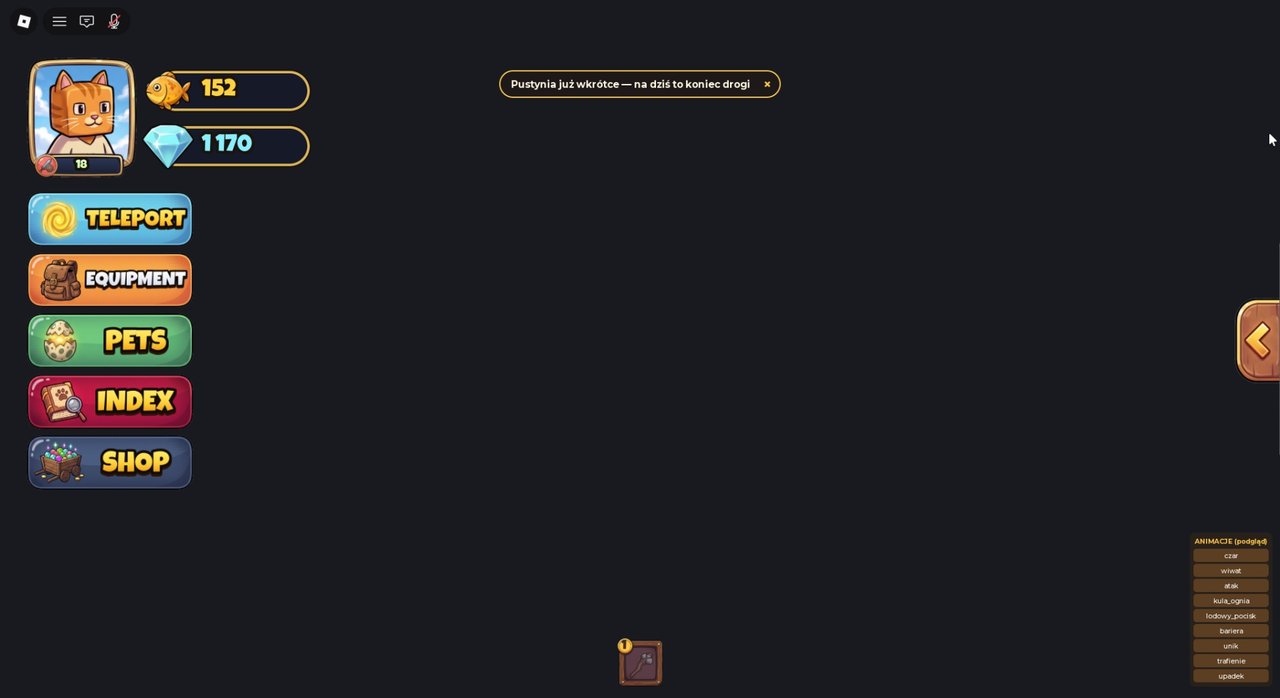 152
Pustynia już wkrótce — na dziś to koniec drogi ×
1 170
18
TELEPORT
EQUIPMENT
PETS
INDEX
SHOP
ANIMACJE (podgląd)
czar
wiwat
atak
kula_ognia
lodowy_pocisk
bariera
unik
trafienie
upadek
1